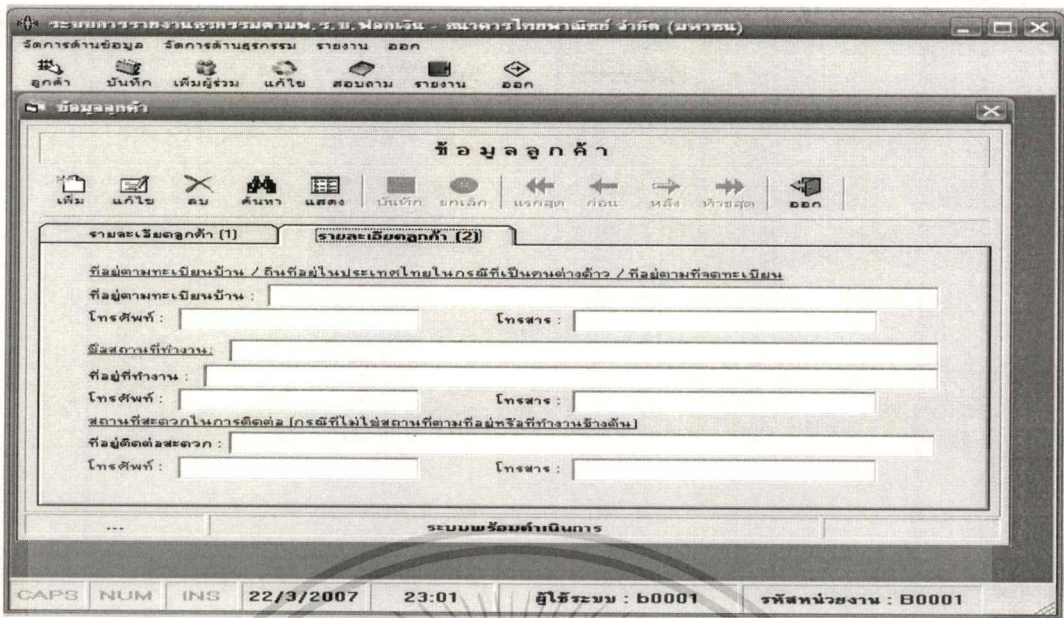 ระบบการรายงานธุรกรรมตามพ.ร.บ.ฟอกเงิน - ธนาคารไทยพาณิชย์ จำกัด (มหาชน)
จัดการด้านข้อมูล จัดการด้านธุรกรรม รายงาน ออก
ลูกค้า บันทึก เพิ่มผู้ร่วม แก้ไข สอบถาม รายงาน ออก
ข้อมูลลูกค้า
ข้อมูลลูกค้า
เพิ่ม แก้ไข ลบ ค้นหา แสดง บันทึก ยกเลิก แรกสุด ก่อน หลัง ท้ายสุด ออก
รายละเอียดลูกค้า (1) รายละเอียดลูกค้า (2)
ที่อยู่ตามทะเบียนบ้าน / ถิ่นที่อยู่ในประเทศไทยในกรณีที่เป็นคนต่างด้าว / ที่อยู่ตามที่จดทะเบียน
ที่อยู่ตามทะเบียนบ้าน :
โทรศัพท์ : โทรสาร :
ชื่อสถานที่ทำงาน:
ที่อยู่ที่ทำงาน :
โทรศัพท์ : โทรสาร :
สถานที่สะดวกในการติดต่อ (กรณีที่ไม่ใช่สถานที่ตามที่อยู่หรือที่ทำงานข้างต้น)
ที่อยู่ติดต่อสะดวก :
โทรศัพท์ : โทรสาร :
... ระบบพร้อมดำเนินการ
CAPS NUM INS 22/3/2007 23:01 ผู้ใช้ระบบ : b0001 รหัสหน่วยงาน : B0001